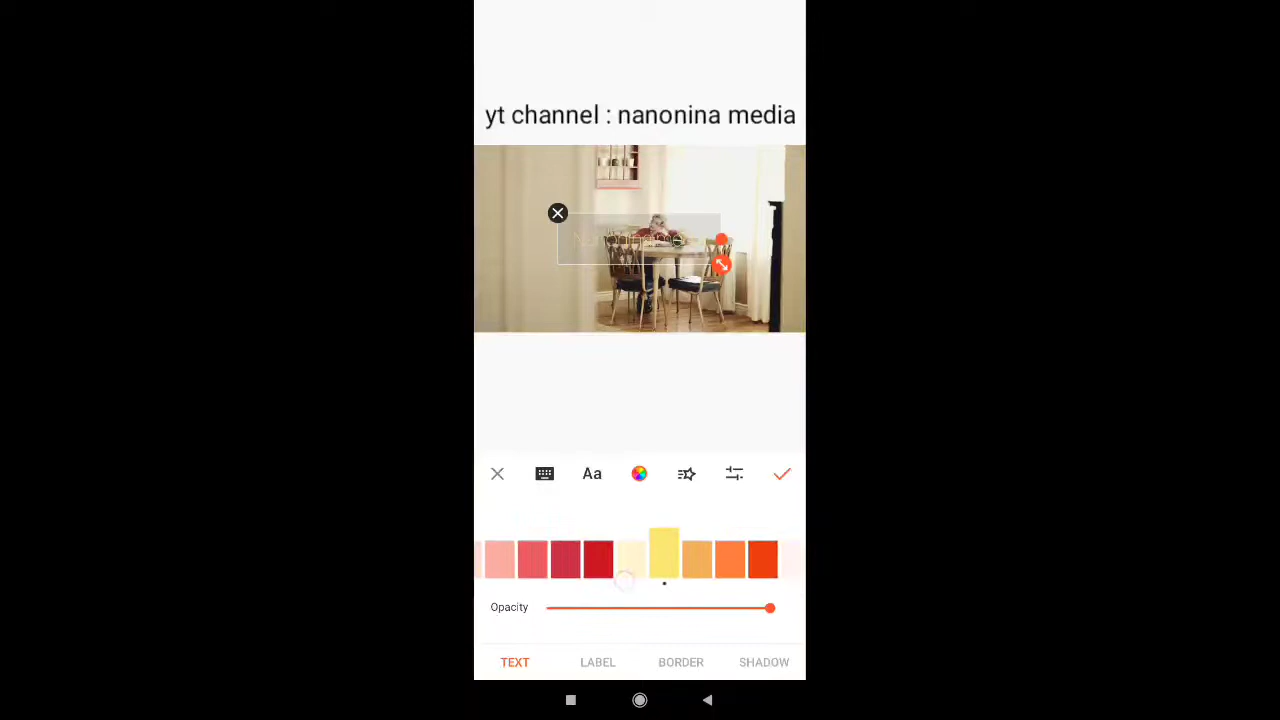 yt channel : nanonina media
Aa
Opacity
TEXT
LABEL
BORDER
SHADOW